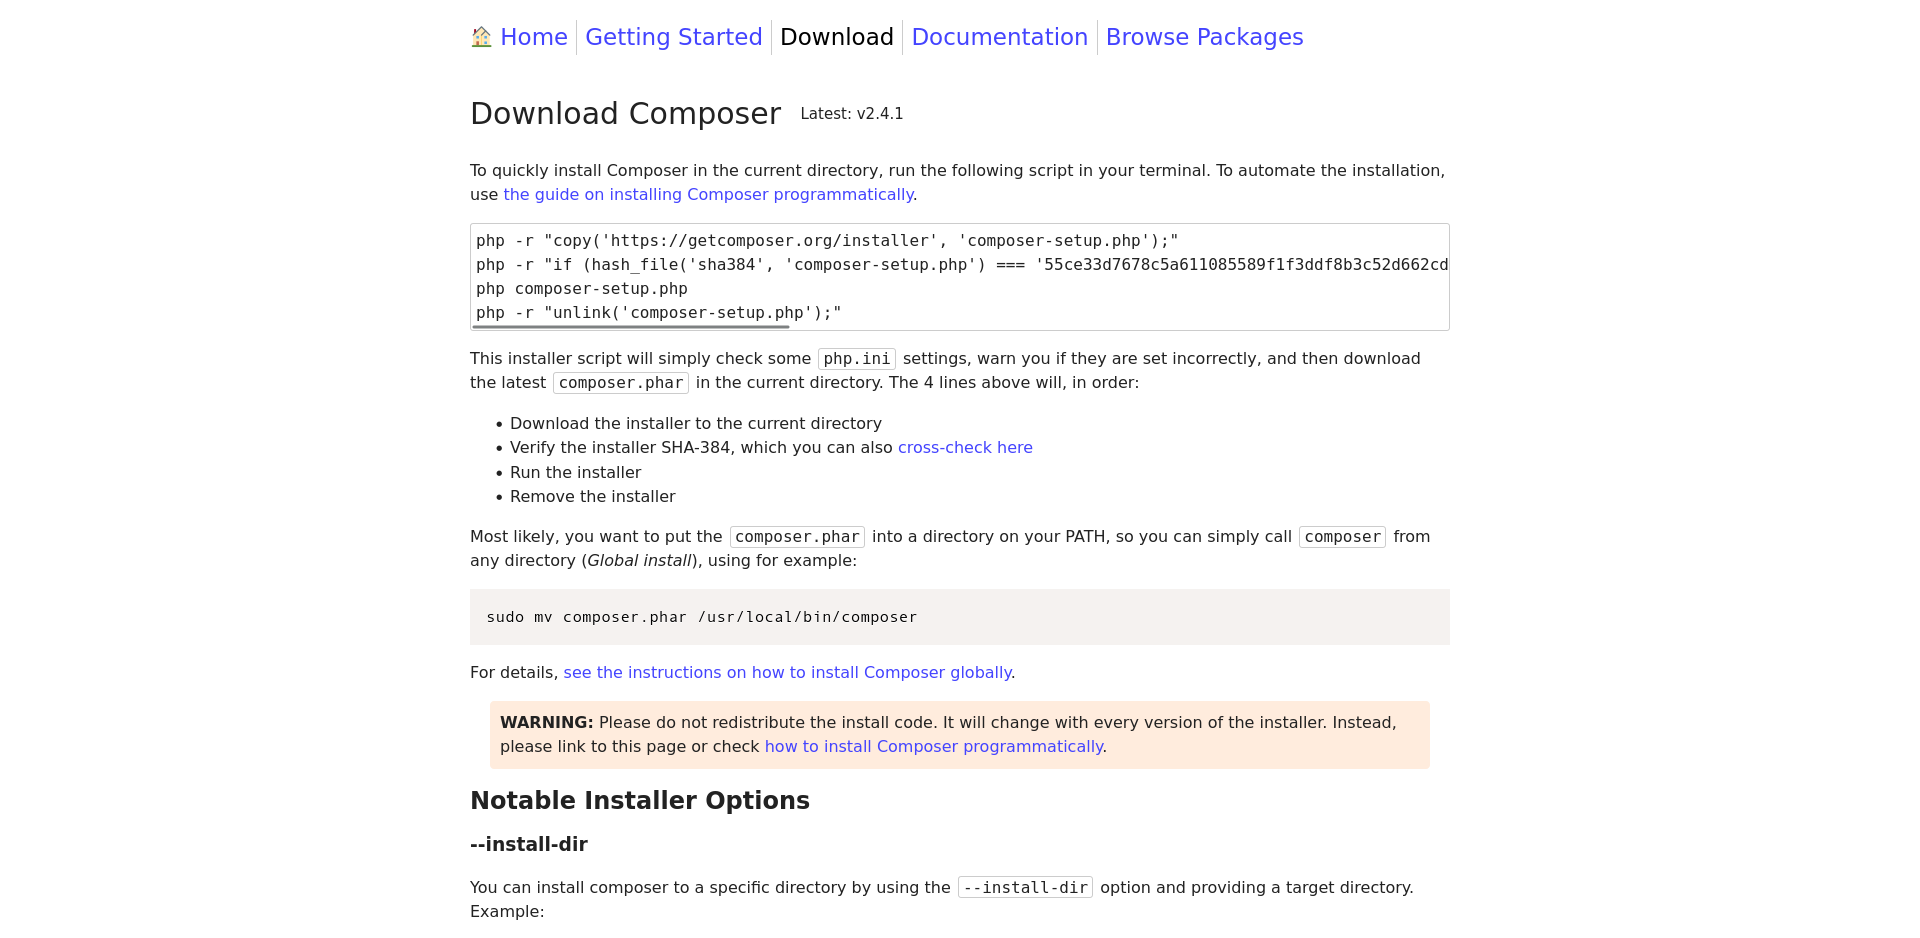 Home Getting Started Download Documentation Browse Packages
Download Composer Latest: v2.4.1
To quickly install Composer in the current directory, run the following script in your terminal. To automate the installation,
use the guide on installing Composer programmatically.
php -r "copy('https://getcomposer.org/installer', 'composer-setup.php');"
php -r "if (hash_file('sha384', 'composer-setup.php') === '55ce33d7678c5a611085589f1f3ddf8b3c52d662cd
php composer-setup.php
php -r "unlink('composer-setup.php');"
This installer script will simply check some php.ini settings, warn you if they are set incorrectly, and then download
the latest composer.phar in the current directory. The 4 lines above will, in order:
• Download the installer to the current directory
• Verify the installer SHA-384, which you can also cross-check here
• Run the installer
• Remove the installer
Most likely, you want to put the composer.phar into a directory on your PATH, so you can simply call composer from
any directory (Global install), using for example:
sudo mv composer.phar /usr/local/bin/composer
For details, see the instructions on how to install Composer globally.
WARNING: Please do not redistribute the install code. It will change with every version of the installer. Instead,
please link to this page or check how to install Composer programmatically.
Notable Installer Options
--install-dir
You can install composer to a specific directory by using the --install-dir option and providing a target directory.
Example: